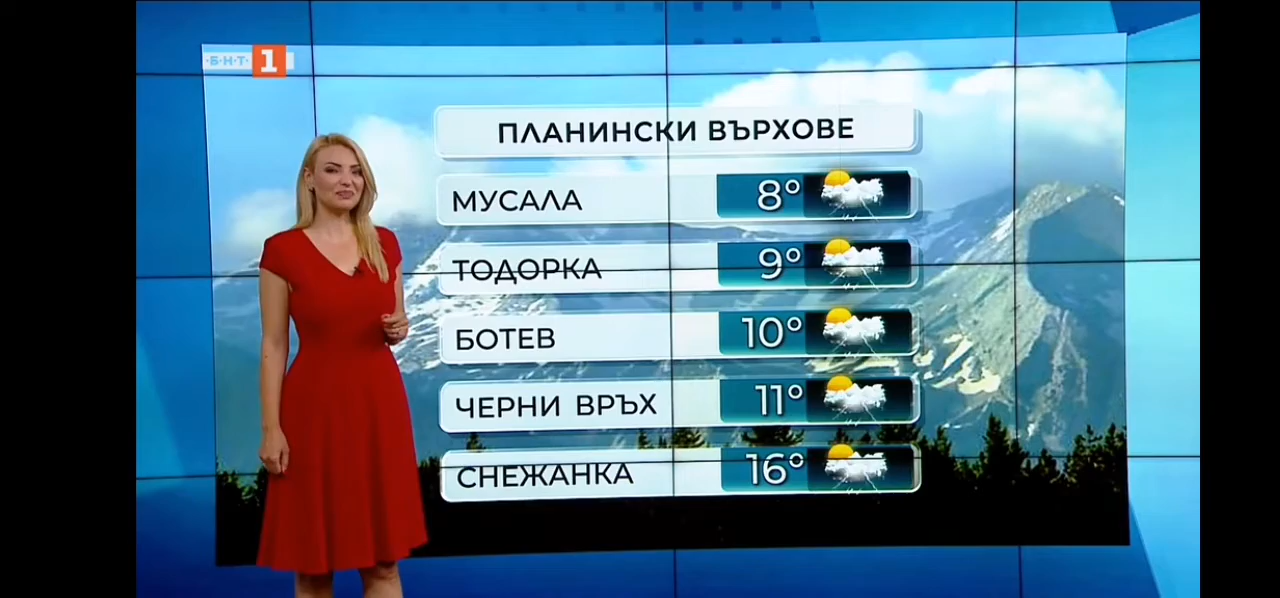 БНТ 1
ПЛАНИНСКИ ВЪРХОВЕ
МУСАЛА 8°
ТОДОРКА 9°
БОТЕВ 10°
ЧЕРНИ ВРЪХ 11°
СНЕЖАНКА 16°